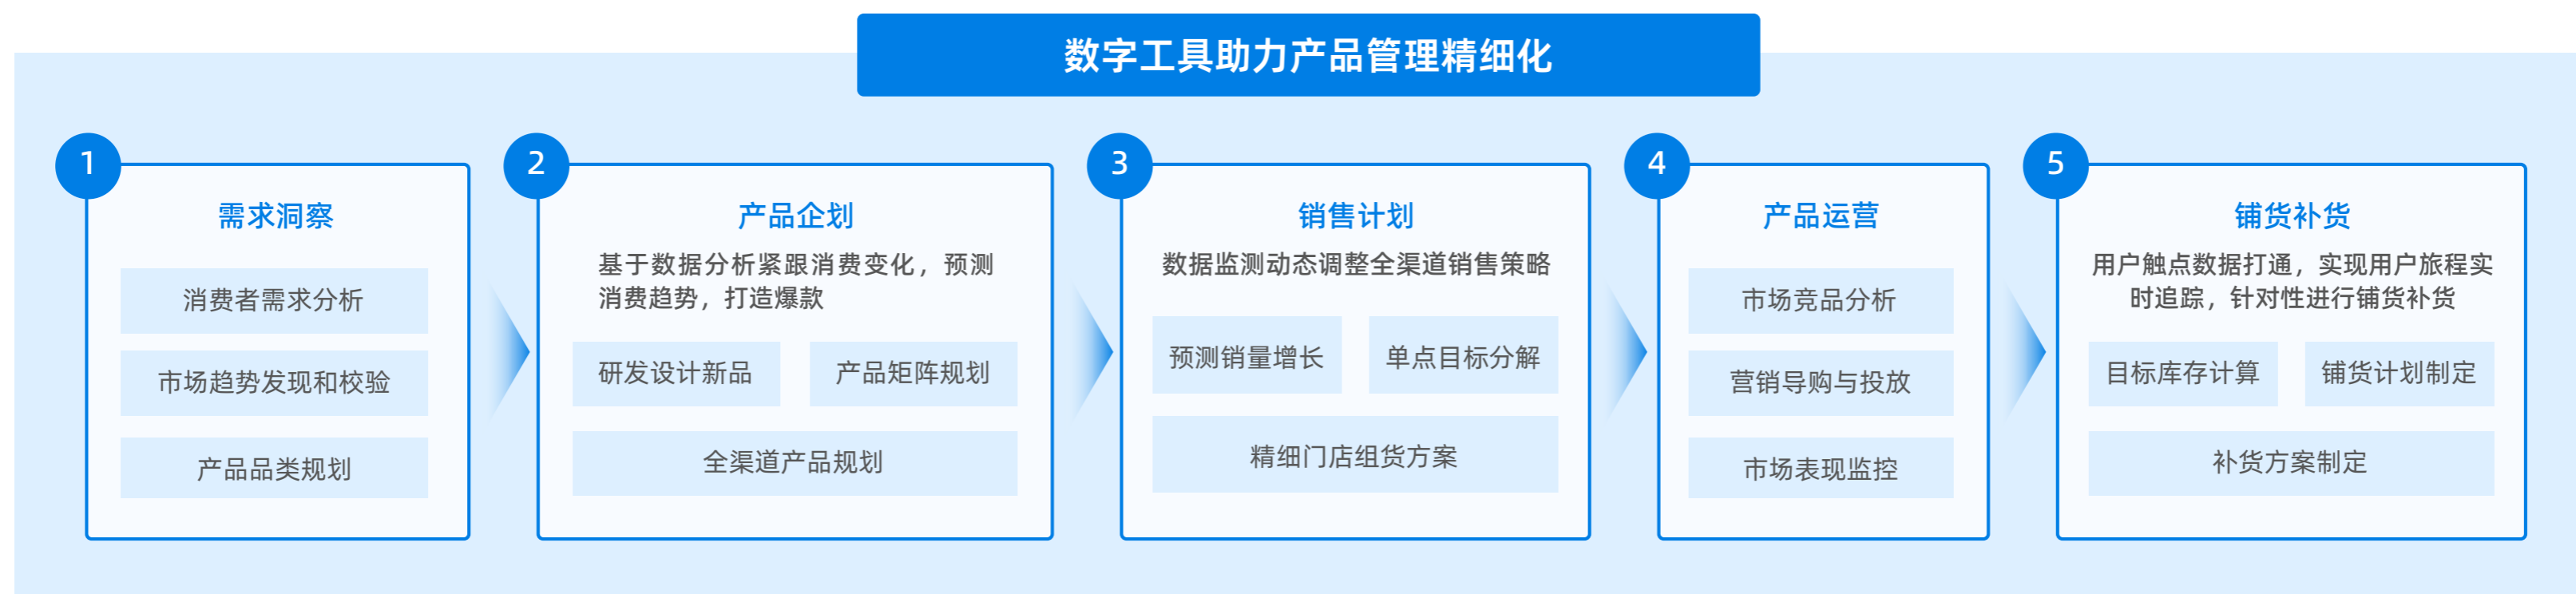 数字工具助力产品管理精细化
1
需求洞察
消费者需求分析
市场趋势发现和校验
产品品类规划
2
产品企划
基于数据分析紧跟消费变化，预测
消费趋势，打造爆款
研发设计新品
产品矩阵规划
全渠道产品规划
3
销售计划
数据监测动态调整全渠道销售策略
预测销量增长
单点目标分解
精细门店组货方案
4
产品运营
市场竞品分析
营销导购与投放
市场表现监控
5
铺货补货
用户触点数据打通，实现用户旅程实
时追踪，针对性进行铺货补货
目标库存计算
铺货计划制定
补货方案制定